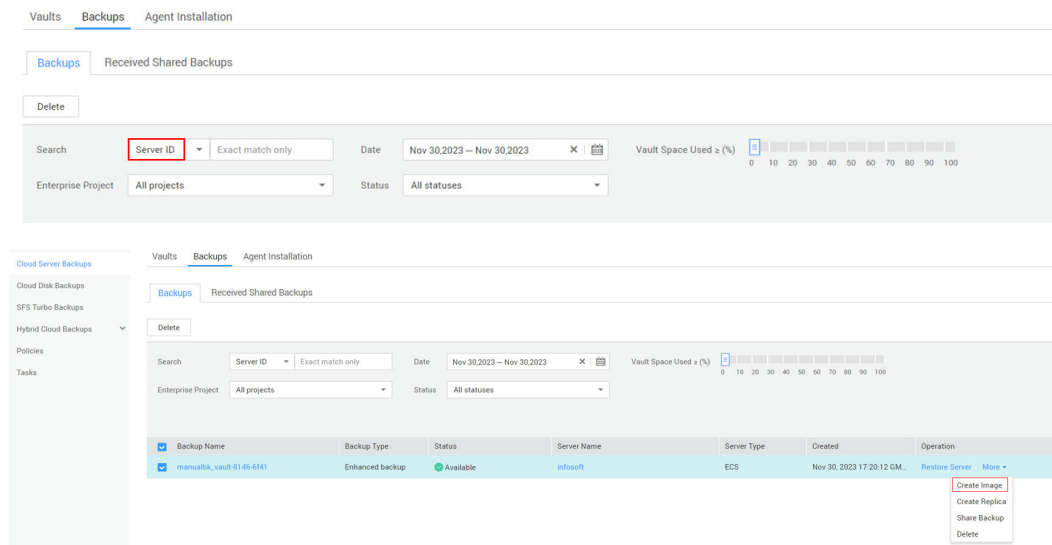 Vaults Backups Agent Installation
Backups Received Shared Backups
Delete
Search Server ID Exact match only Date Nov 30,2023 — Nov 30,2023 Vault Space Used ≥ (%)
0 10 20 30 40 50 60 70 80 90 100
Enterprise Project All projects Status All statuses
Cloud Server Backups
Cloud Disk Backups
SFS Turbo Backups
Hybrid Cloud Backups
Policies
Tasks
Vaults Backups Agent Installation
Backups Received Shared Backups
Delete
Search Server ID Exact match only Date Nov 30,2023 — Nov 30,2023 Vault Space Used ≥ (%)
0 10 20 30 40 50 60 70 80 90 100
Enterprise Project All projects Status All statuses
Backup Name Backup Type Status Server Name Server Type Created Operation
manualbk_vault-8146-6f41 Enhanced backup Available infosoft ECS Nov 30, 2023 17:20:12 GM... Restore Server More
Create Image
Create Replica
Share Backup
Delete